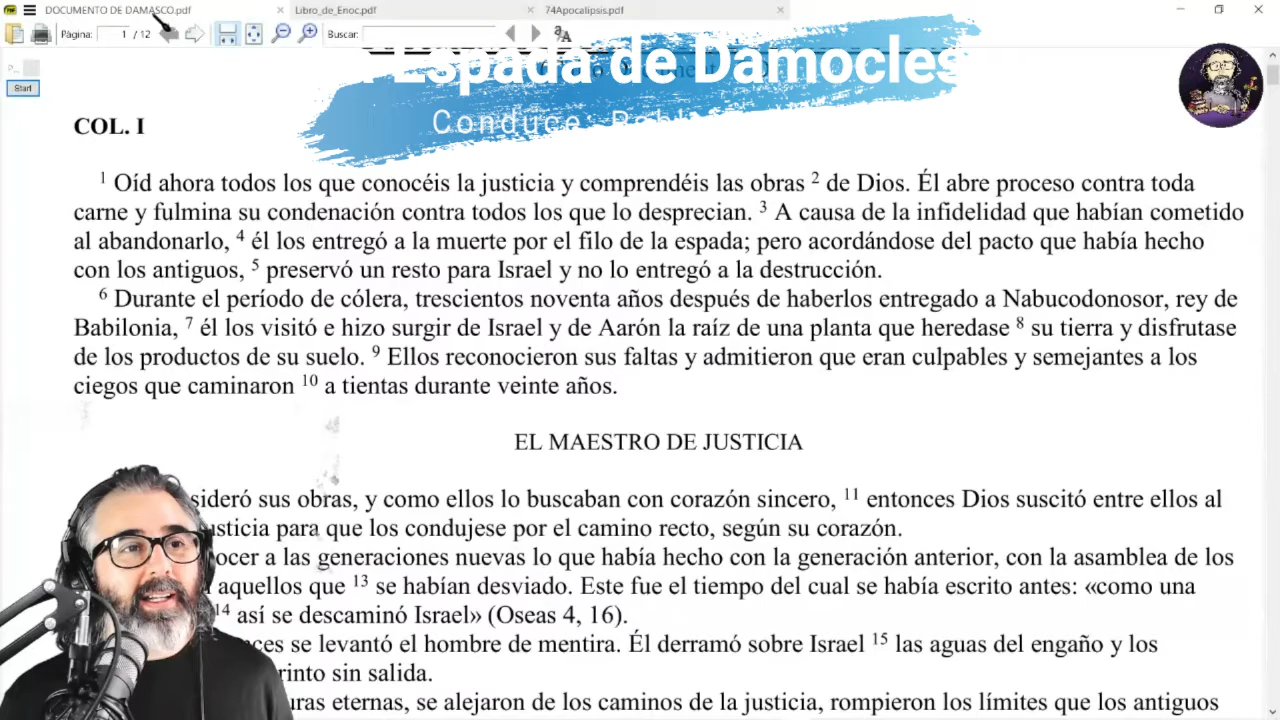 DOCUMENTO DE DAMASCO.pdf
Libro_de_Enoc.pdf
74Apocalipsis.pdf
Página: 1 / 12
Buscar:
Espada de Damocles
Conduce:
Start
COL. I
1 Oíd ahora todos los que conocéis la justicia y comprendéis las obras 2 de Dios. Él abre proceso contra toda
carne y fulmina su condenación contra todos los que lo desprecian. 3 A causa de la infidelidad que habían cometido
al abandonarlo, 4 él los entregó a la muerte por el filo de la espada; pero acordándose del pacto que había hecho
con los antiguos, 5 preservó un resto para Israel y no lo entregó a la destrucción.
6 Durante el período de cólera, trescientos noventa años después de haberlos entregado a Nabucodonosor, rey de
Babilonia, 7 él los visitó e hizo surgir de Israel y de Aarón la raíz de una planta que heredase 8 su tierra y disfrutase
de los productos de su suelo. 9 Ellos reconocieron sus faltas y admitieron que eran culpables y semejantes a los
ciegos que caminaron 10 a tientas durante veinte años.
EL MAESTRO DE JUSTICIA
sideró sus obras, y como ellos lo buscaban con corazón sincero, 11 entonces Dios suscitó entre ellos al
usticia para que los condujese por el camino recto, según su corazón.
ocer a las generaciones nuevas lo que había hecho con la generación anterior, con la asamblea de los
aquellos que 13 se habían desviado. Este fue el tiempo del cual se había escrito antes: «como una
14 así se descaminó Israel» (Oseas 4, 16).
ces se levantó el hombre de mentira. Él derramó sobre Israel 15 las aguas del engaño y los
rinto sin salida.
uras eternas, se alejaron de los caminos de la justicia, rompieron los límites que los antiguos